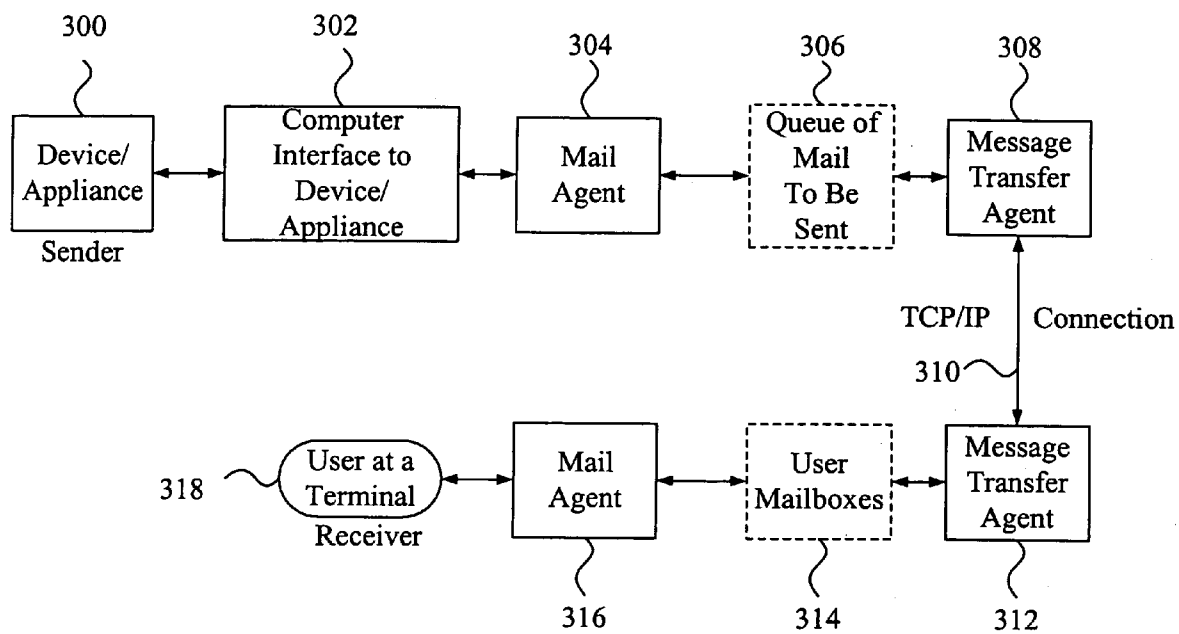 300
302
304
306
308
Device/
Appliance
Sender
Computer
Interface to
Device/
Appliance
Mail
Agent
Queue of
Mail
To Be
Sent
Message
Transfer
Agent
TCP/IP Connection
310
318
User at a
Terminal
Receiver
Mail
Agent
User
Mailboxes
Message
Transfer
Agent
316
314
312